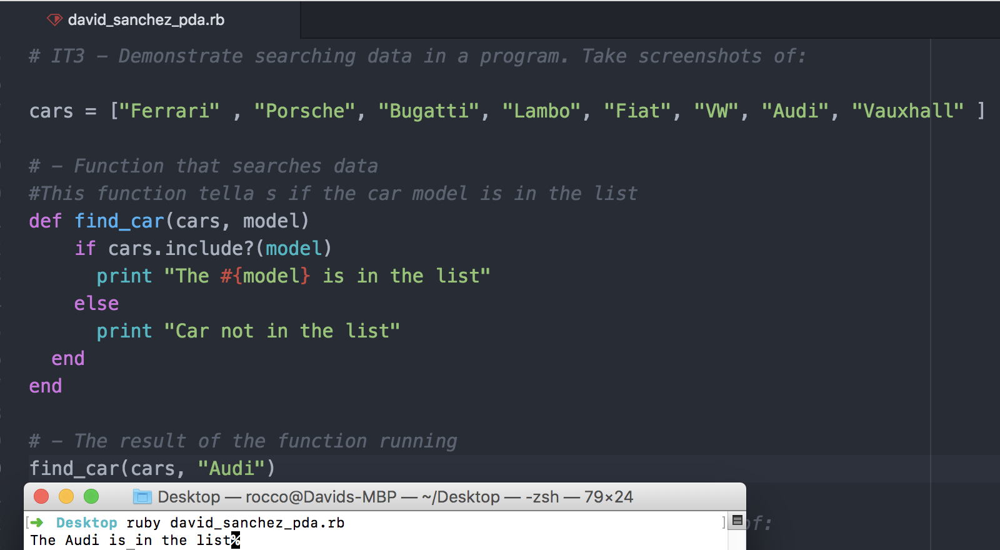 david_sanchez_pda.rb
# IT3 – Demonstrate searching data in a program. Take screenshots of:
cars = ["Ferrari" , "Porsche", "Bugatti", "Lambo", "Fiat", "VW", "Audi", "Vauxhall" ]
# – Function that searches data
#This function tella s if the car model is in the list
def find_car(cars, model)
if cars.include?(model)
print "The #{model} is in the list"
else
print "Car not in the list"
end
end
# – The result of the function running
find_car(cars, "Audi")
Desktop — rocco@Davids-MBP — ~/Desktop — -zsh — 79×24
[➜ Desktop ruby david_sanchez_pda.rb ]
of:
The Audi is in the list%